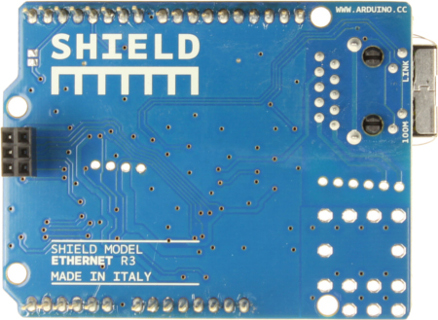 WWW.ARDUINO.CC
SHIELD
LINK
100M
SHIELD MODEL
ETHERNET R3
MADE IN ITALY